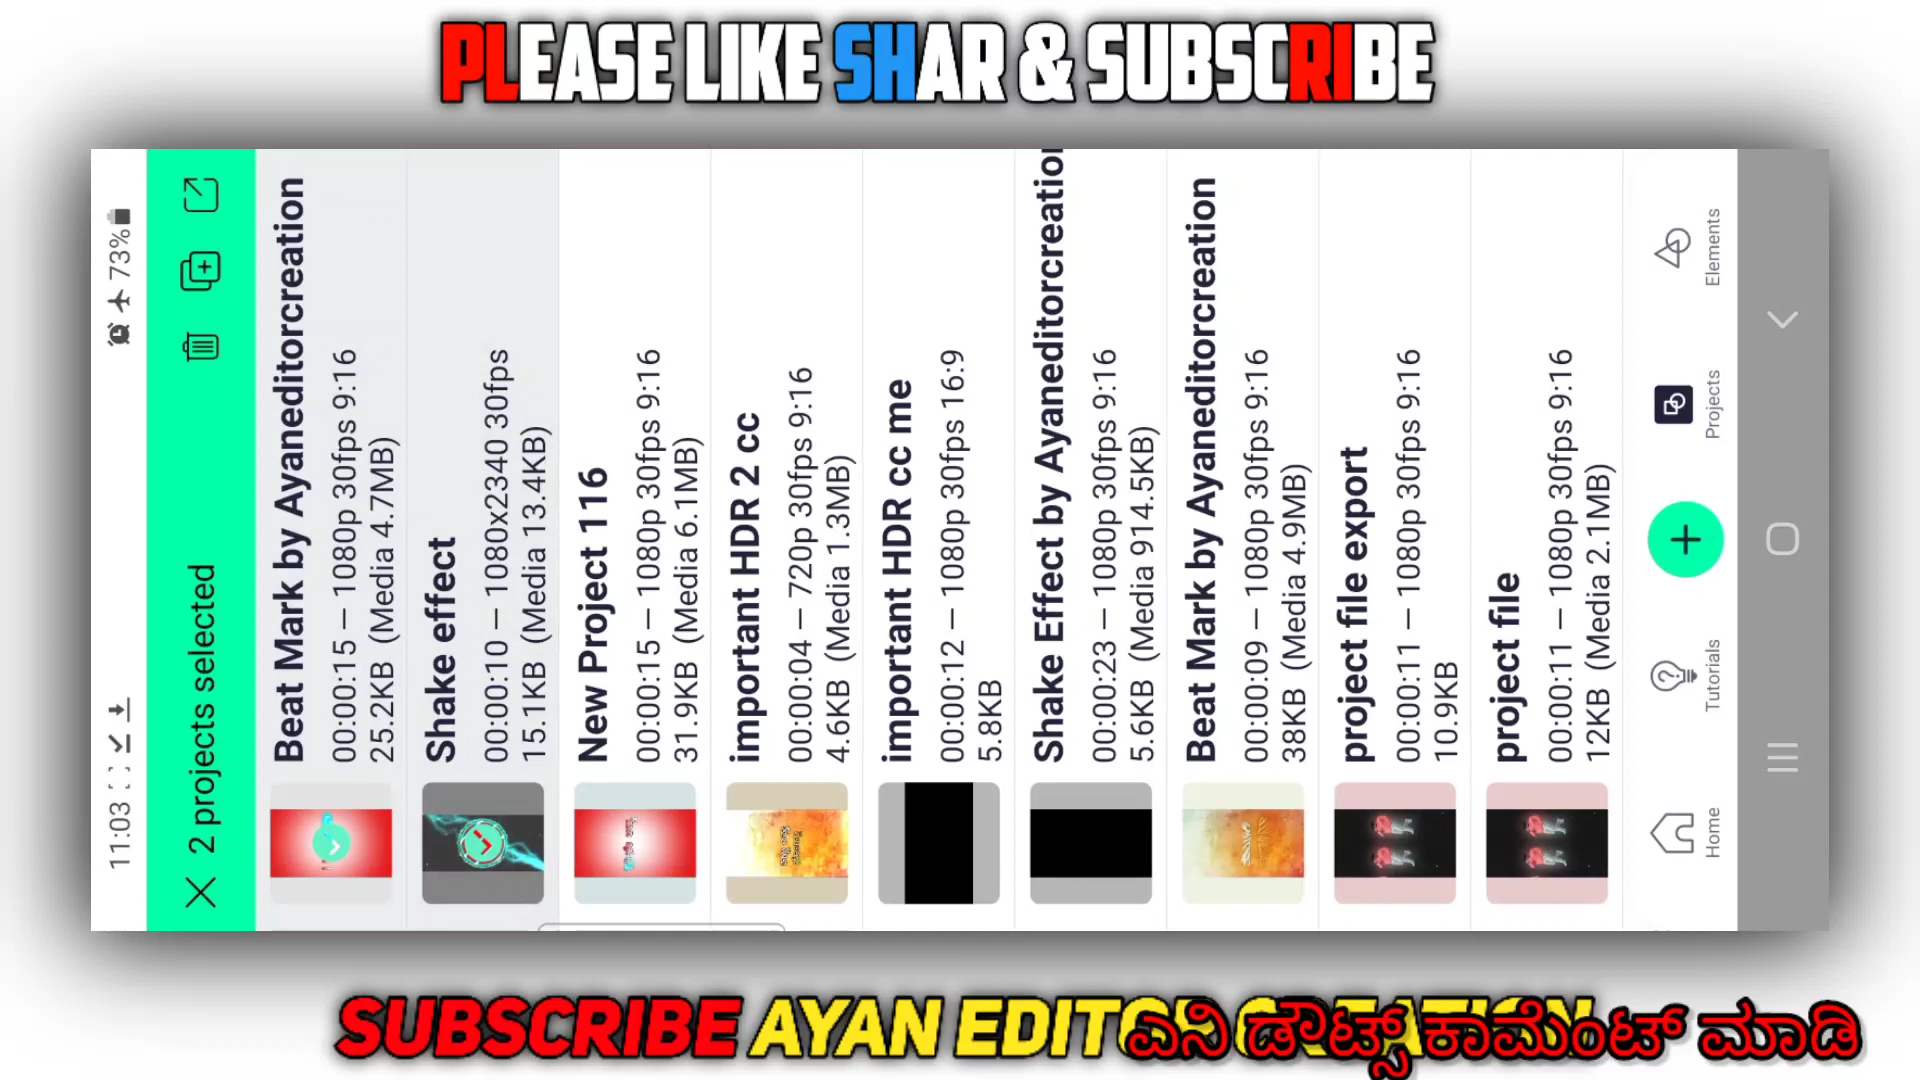 PLEASE LIKE SHAR & SUBSCRIBE
11:03
73%
2 projects selected
Beat Mark by Ayaneditorcreation
00:00:15 — 1080p 30fps 9:16
25.2KB (Media 4.7MB)
Shake effect
00:00:10 — 1080x2340 30fps
15.1KB (Media 13.4KB)
New Project 116
00:00:15 — 1080p 30fps 9:16
31.9KB (Media 6.1MB)
important HDR 2 cc
00:00:04 — 720p 30fps 9:16
4.6KB (Media 1.3MB)
important HDR cc me
00:00:12 — 1080p 30fps 16:9
5.8KB
Shake Effect by Ayaneditorcreation
00:00:23 — 1080p 30fps 9:16
5.6KB (Media 914.5KB)
Beat Mark by Ayaneditorcreation
00:00:09 — 1080p 30fps 9:16
38KB (Media 4.9MB)
project file export
00:00:11 — 1080p 30fps 9:16
10.9KB
project file
00:00:11 — 1080p 30fps 9:16
12KB (Media 2.1MB)
Home
Tutorials
Projects
Elements
SUBSCRIBE AYAN EDITOR CREATION
ಎನಿ ಡೌಟ್ಸ್ ಕಾಮೆಂಟ್ ಮಾಡಿ